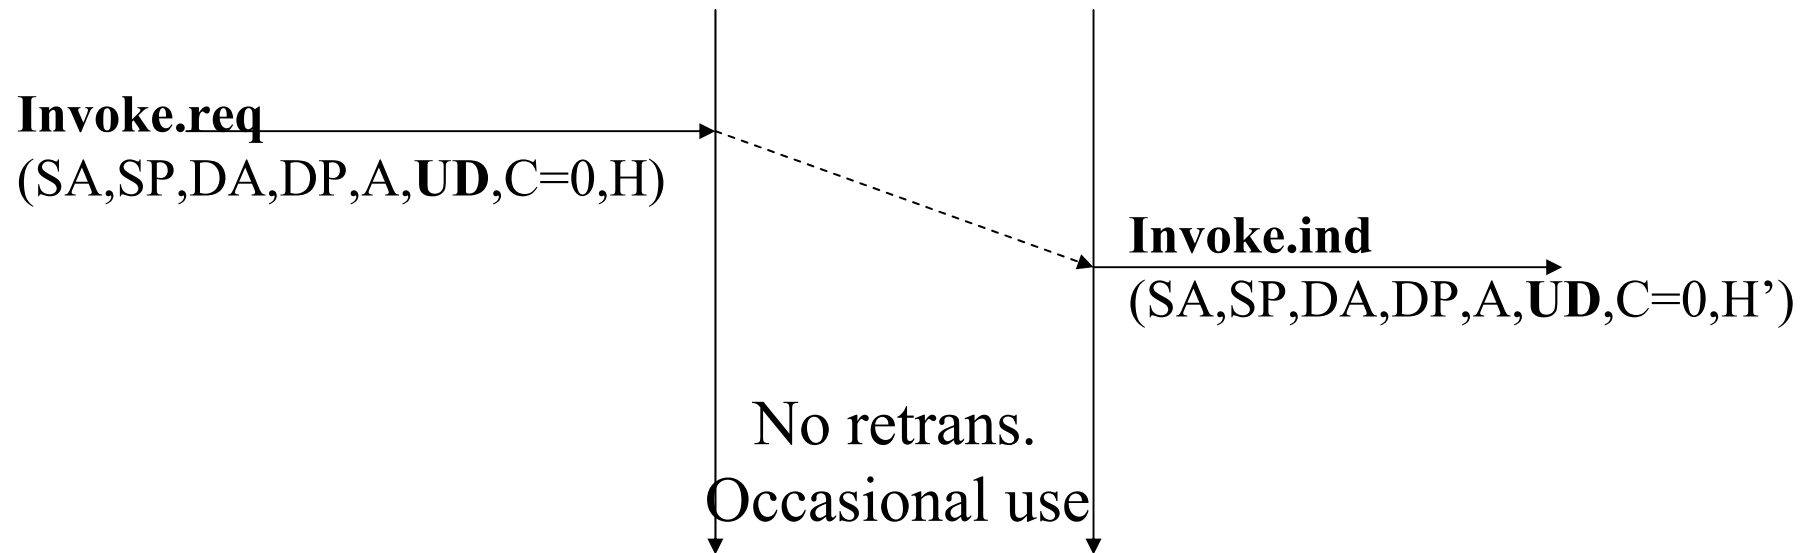 Invoke.req
(SA,SP,DA,DP,A,UD,C=0,H)
Invoke.ind
(SA,SP,DA,DP,A,UD,C=0,H’)
No retrans.
Occasional use